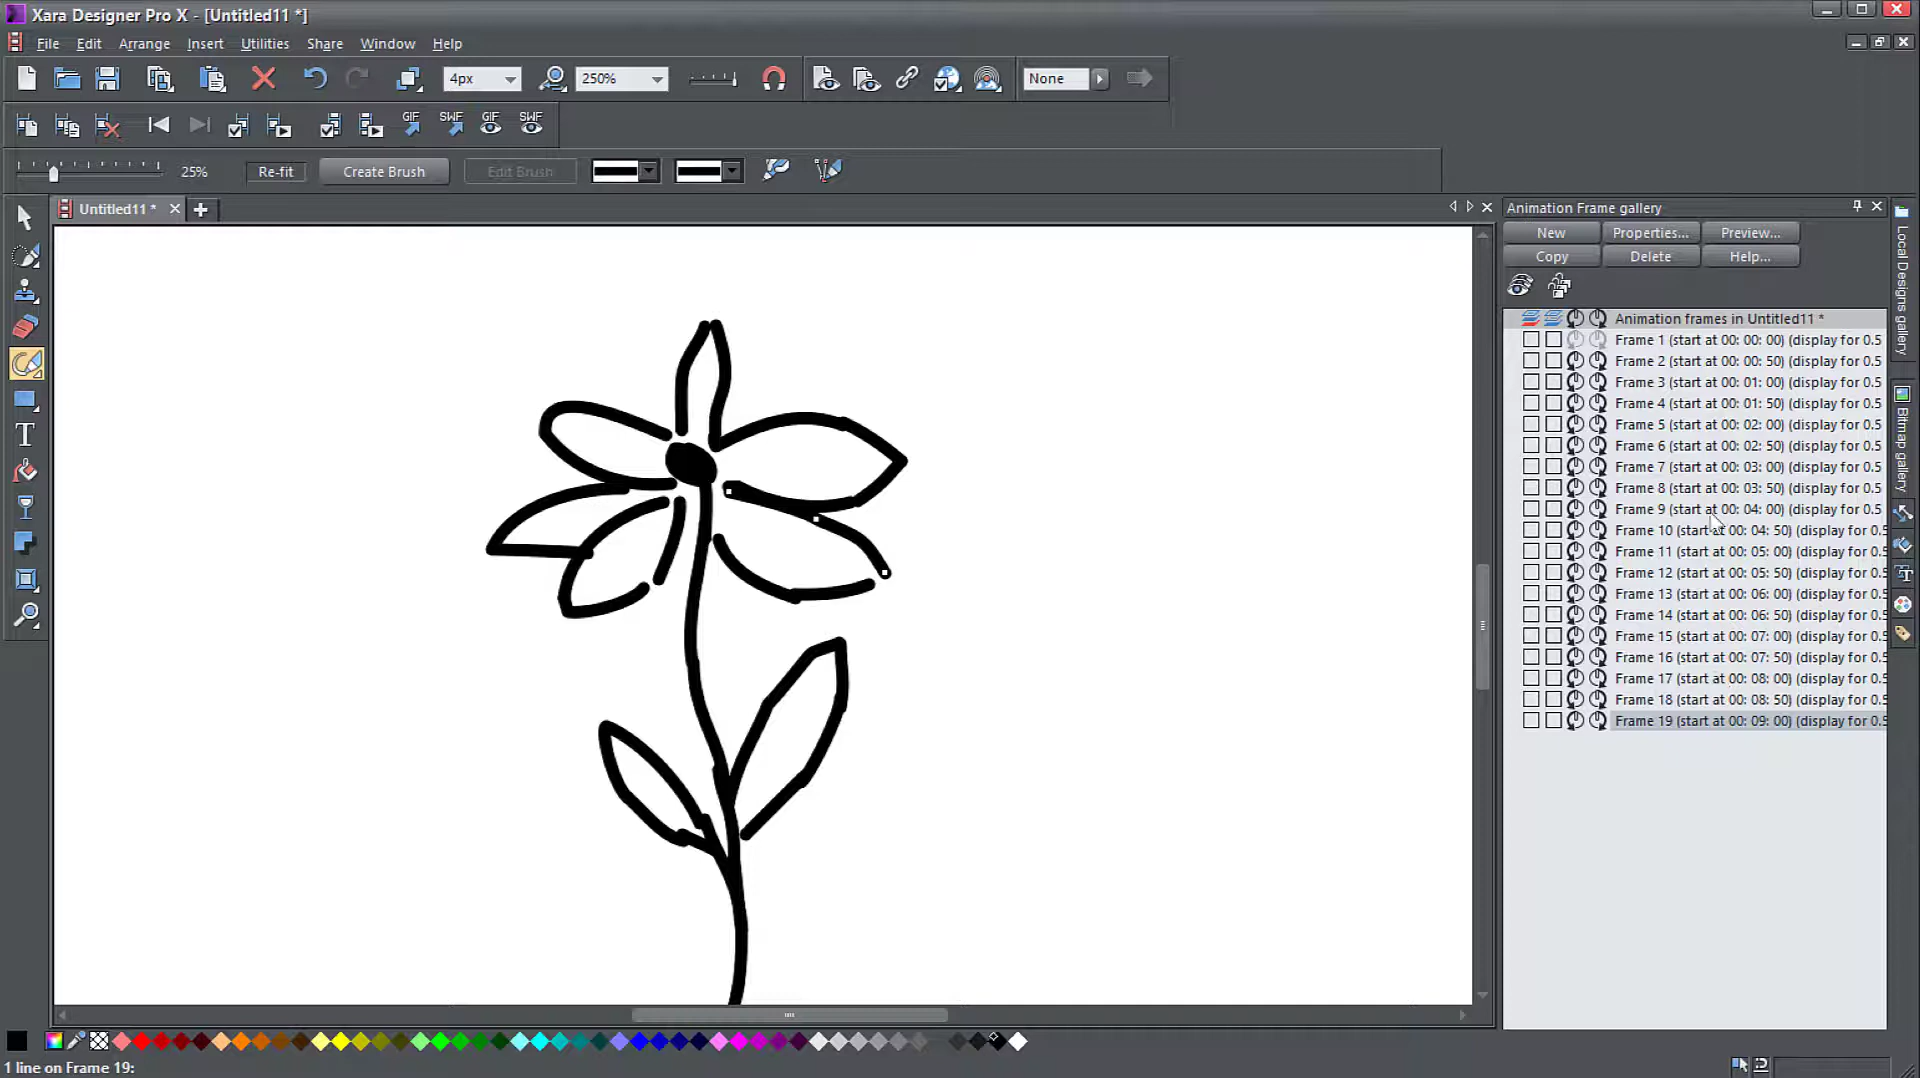 Xara Designer Pro X - [Untitled11 *]
File Edit Arrange Insert Utilities Share Window Help
4px 250% None
GIF SWF GIF SWF
25% Re-fit Create Brush Edit Brush
Untitled11 *
Animation Frame gallery
New Properties... Preview...
Copy Delete Help...
Animation frames in Untitled11 *
Frame 1 (start at 00: 00: 00) (display for 0.5
Frame 2 (start at 00: 00: 50) (display for 0.5
Frame 3 (start at 00: 01: 00) (display for 0.5
Frame 4 (start at 00: 01: 50) (display for 0.5
Frame 5 (start at 00: 02: 00) (display for 0.5
Frame 6 (start at 00: 02: 50) (display for 0.5
Frame 7 (start at 00: 03: 00) (display for 0.5
Frame 8 (start at 00: 03: 50) (display for 0.5
Frame 9 (start at 00: 04: 00) (display for 0.5
Frame 10 (start at 00: 04: 50) (display for 0.5
Frame 11 (start at 00: 05: 00) (display for 0.5
Frame 12 (start at 00: 05: 50) (display for 0.5
Frame 13 (start at 00: 06: 00) (display for 0.5
Frame 14 (start at 00: 06: 50) (display for 0.5
Frame 15 (start at 00: 07: 00) (display for 0.5
Frame 16 (start at 00: 07: 50) (display for 0.5
Frame 17 (start at 00: 08: 00) (display for 0.5
Frame 18 (start at 00: 08: 50) (display for 0.5
Frame 19 (start at 00: 09: 00) (display for 0.5
Local Designs gallery
Bitmap gallery
1 line on Frame 19: